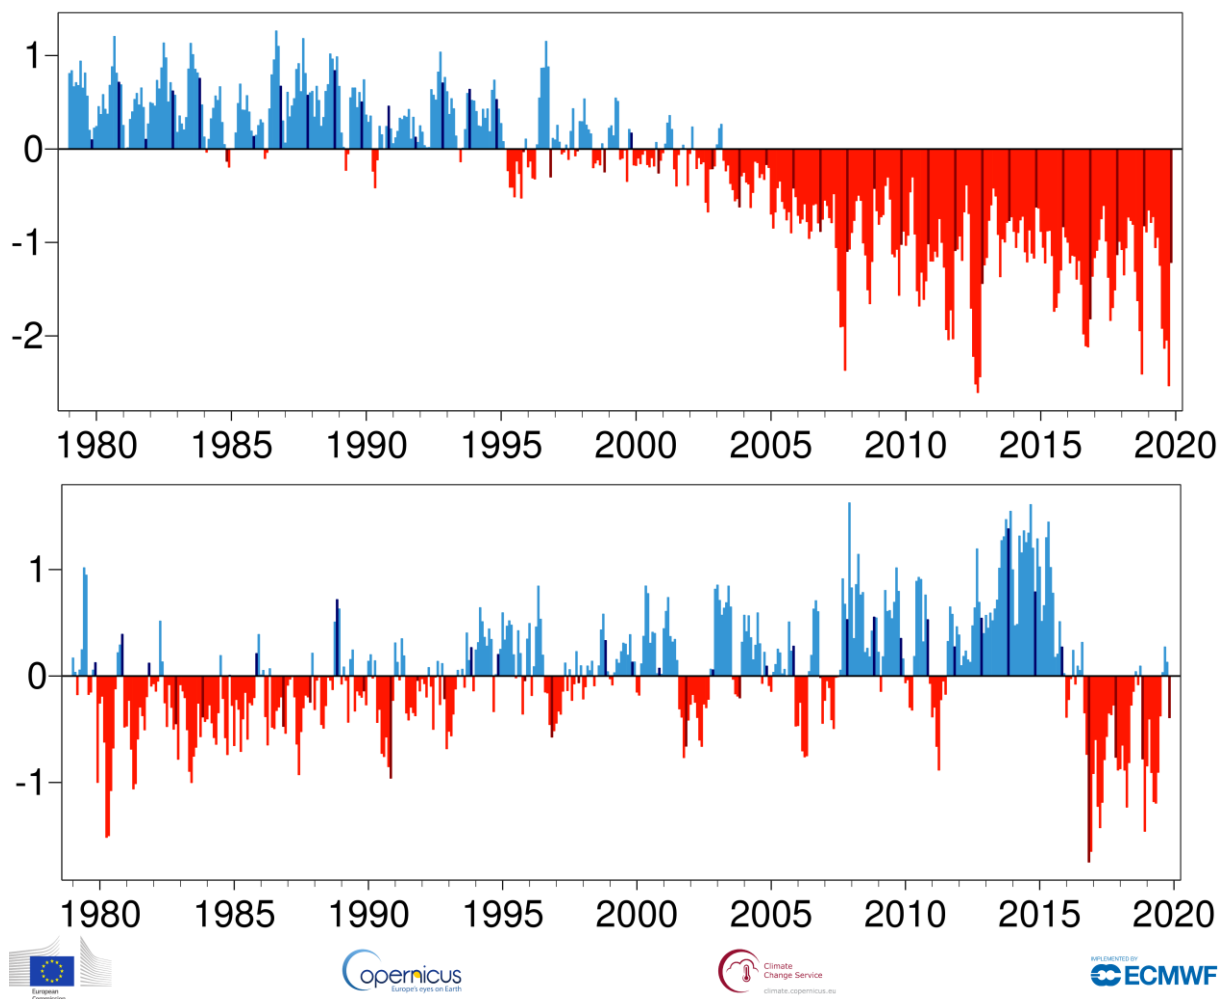 1
0
-1
-2
1980 1985 1990 1995 2000 2005 2010 2015 2020
1
0
-1
1980 1985 1990 1995 2000 2005 2010 2015 2020
European
Commission
opernicus
Europe's eyes on Earth
Climate
Change Service
climate.copernicus.eu
IMPLEMENTED BY
ECMWF